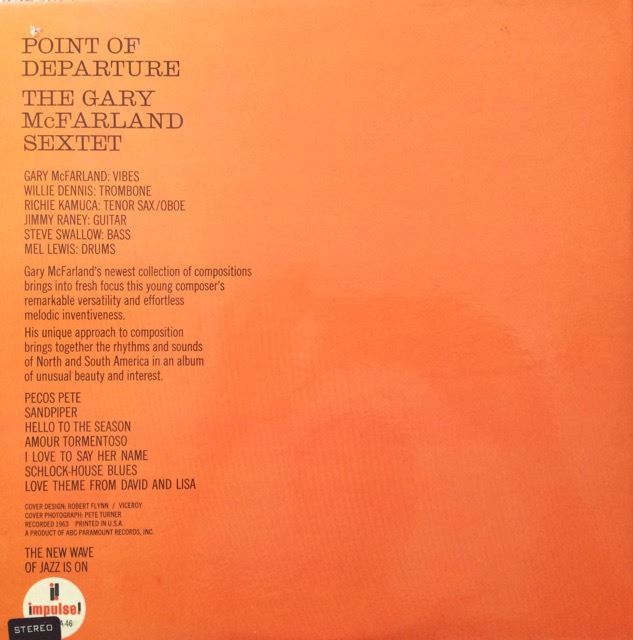 POINT OF
DEPARTURE
THE GARY
McFARLAND
SEXTET
GARY McFARLAND: VIBES
WILLIE DENNIS: TROMBONE
RICHIE KAMUCA: TENOR SAX/OBOE
JIMMY RANEY: GUITAR
STEVE SWALLOW: BASS
MEL LEWIS: DRUMS
Gary McFarland's newest collection of compositions
brings into fresh focus this young composer's
remarkable versatility and effortless
melodic inventiveness.
His unique approach to composition
brings together the rhythms and sounds
of North and South America in an album
of unusual beauty and interest.
PECOS PETE
SANDPIPER
HELLO TO THE SEASON
AMOUR TORMENTOSO
I LOVE TO SAY HER NAME
SCHLOCK-HOUSE BLUES
LOVE THEME FROM DAVID AND LISA
COVER DESIGN: ROBERT FLYNN / VICEROY
COVER PHOTOGRAPH: PETE TURNER
RECORDED 1963 PRINTED IN U.S.A.
A PRODUCT OF ABC-PARAMOUNT RECORDS, INC.
THE NEW WAVE
OF JAZZ IS ON
i!
impulse!
A-46
STEREO